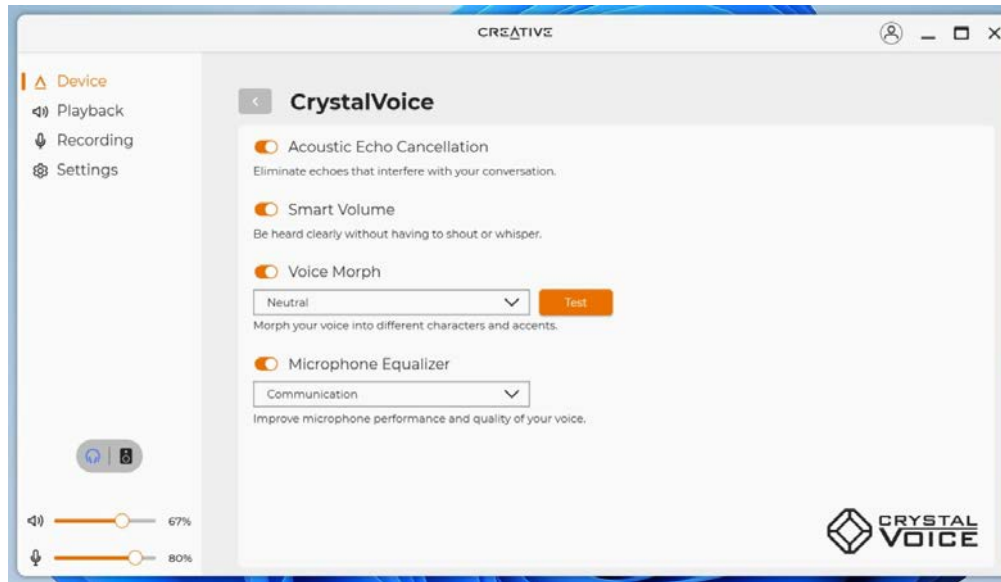 CREATIVE
Device
Playback
Recording
Settings
CrystalVoice
Acoustic Echo Cancellation
Eliminate echoes that interfere with your conversation.
Smart Volume
Be heard clearly without having to shout or whisper.
Voice Morph
Neutral
Test
Morph your voice into different characters and accents.
Microphone Equalizer
Communication
Improve microphone performance and quality of your voice.
67%
80%
CRYSTAL
VOICE